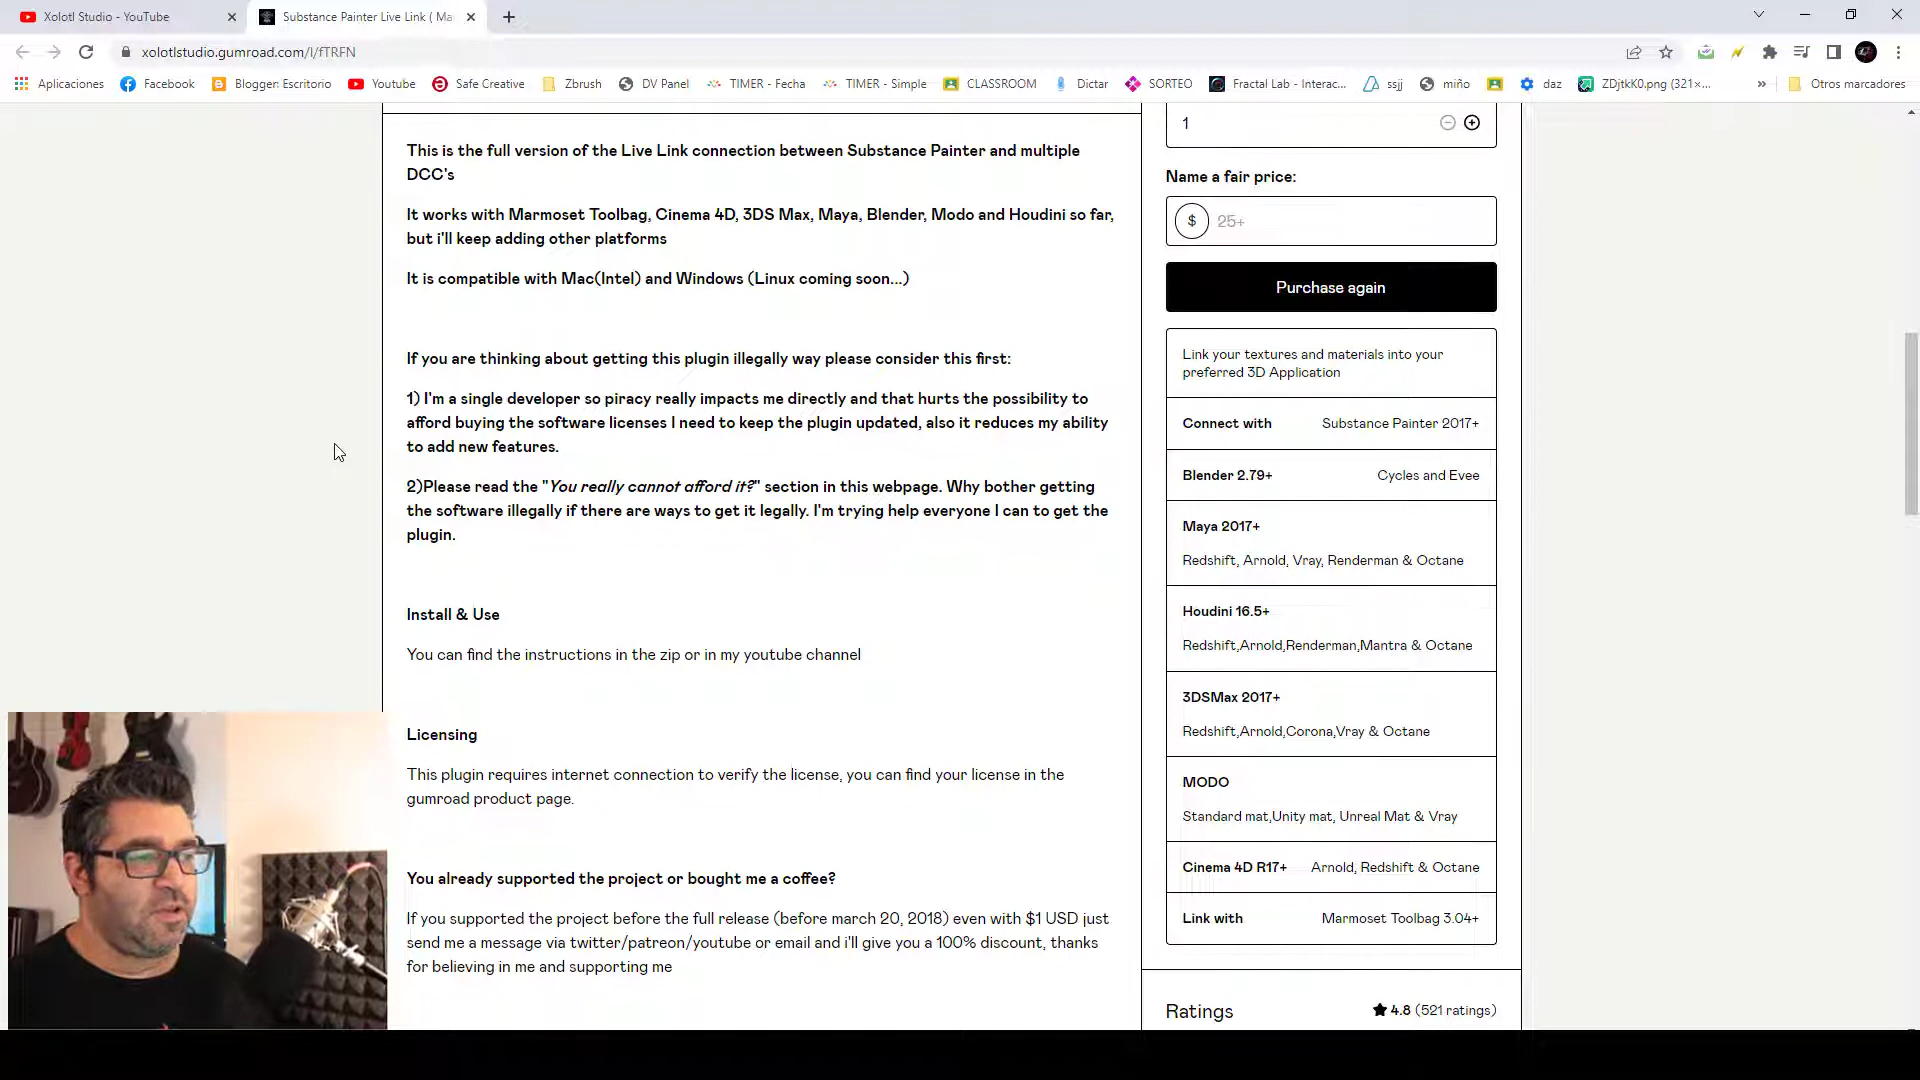 Xolotl Studio - YouTube
Substance Painter Live Link ( Ma
xolotlstudio.gumroad.com/l/fTRFN
Aplicaciones
Facebook
Blogger: Escritorio
Youtube
Safe Creative
Zbrush
DV Panel
TIMER - Fecha
TIMER - Simple
CLASSROOM
Dictar
SORTEO
Fractal Lab - Interac...
ssjj
miño
daz
ZDjtkK0.png (321×...
»
Otros marcadores
This is the full version of the Live Link connection between Substance Painter and multiple
DCC's
It works with Marmoset Toolbag, Cinema 4D, 3DS Max, Maya, Blender, Modo and Houdini so far,
but i'll keep adding other platforms
It is compatible with Mac(Intel) and Windows (Linux coming soon...)
If you are thinking about getting this plugin illegally way please consider this first:
1) I'm a single developer so piracy really impacts me directly and that hurts the possibility to
afford buying the software licenses I need to keep the plugin updated, also it reduces my ability
to add new features.
2)Please read the "You really cannot afford it?" section in this webpage. Why bother getting
the software illegally if there are ways to get it legally. I'm trying help everyone I can to get the
plugin.
Install & Use
You can find the instructions in the zip or in my youtube channel
Licensing
This plugin requires internet connection to verify the license, you can find your license in the
gumroad product page.
You already supported the project or bought me a coffee?
If you supported the project before the full release (before march 20, 2018) even with $1 USD just
send me a message via twitter/patreon/youtube or email and i'll give you a 100% discount, thanks
for believing in me and supporting me
1
Name a fair price:
$ 25+
Purchase again
Link your textures and materials into your
preferred 3D Application
Connect with Substance Painter 2017+
Blender 2.79+ Cycles and Evee
Maya 2017+
Redshift, Arnold, Vray, Renderman & Octane
Houdini 16.5+
Redshift,Arnold,Renderman,Mantra & Octane
3DSMax 2017+
Redshift,Arnold,Corona,Vray & Octane
MODO
Standard mat,Unity mat, Unreal Mat & Vray
Cinema 4D R17+ Arnold, Redshift & Octane
Link with Marmoset Toolbag 3.04+
Ratings ★ 4.8 (521 ratings)